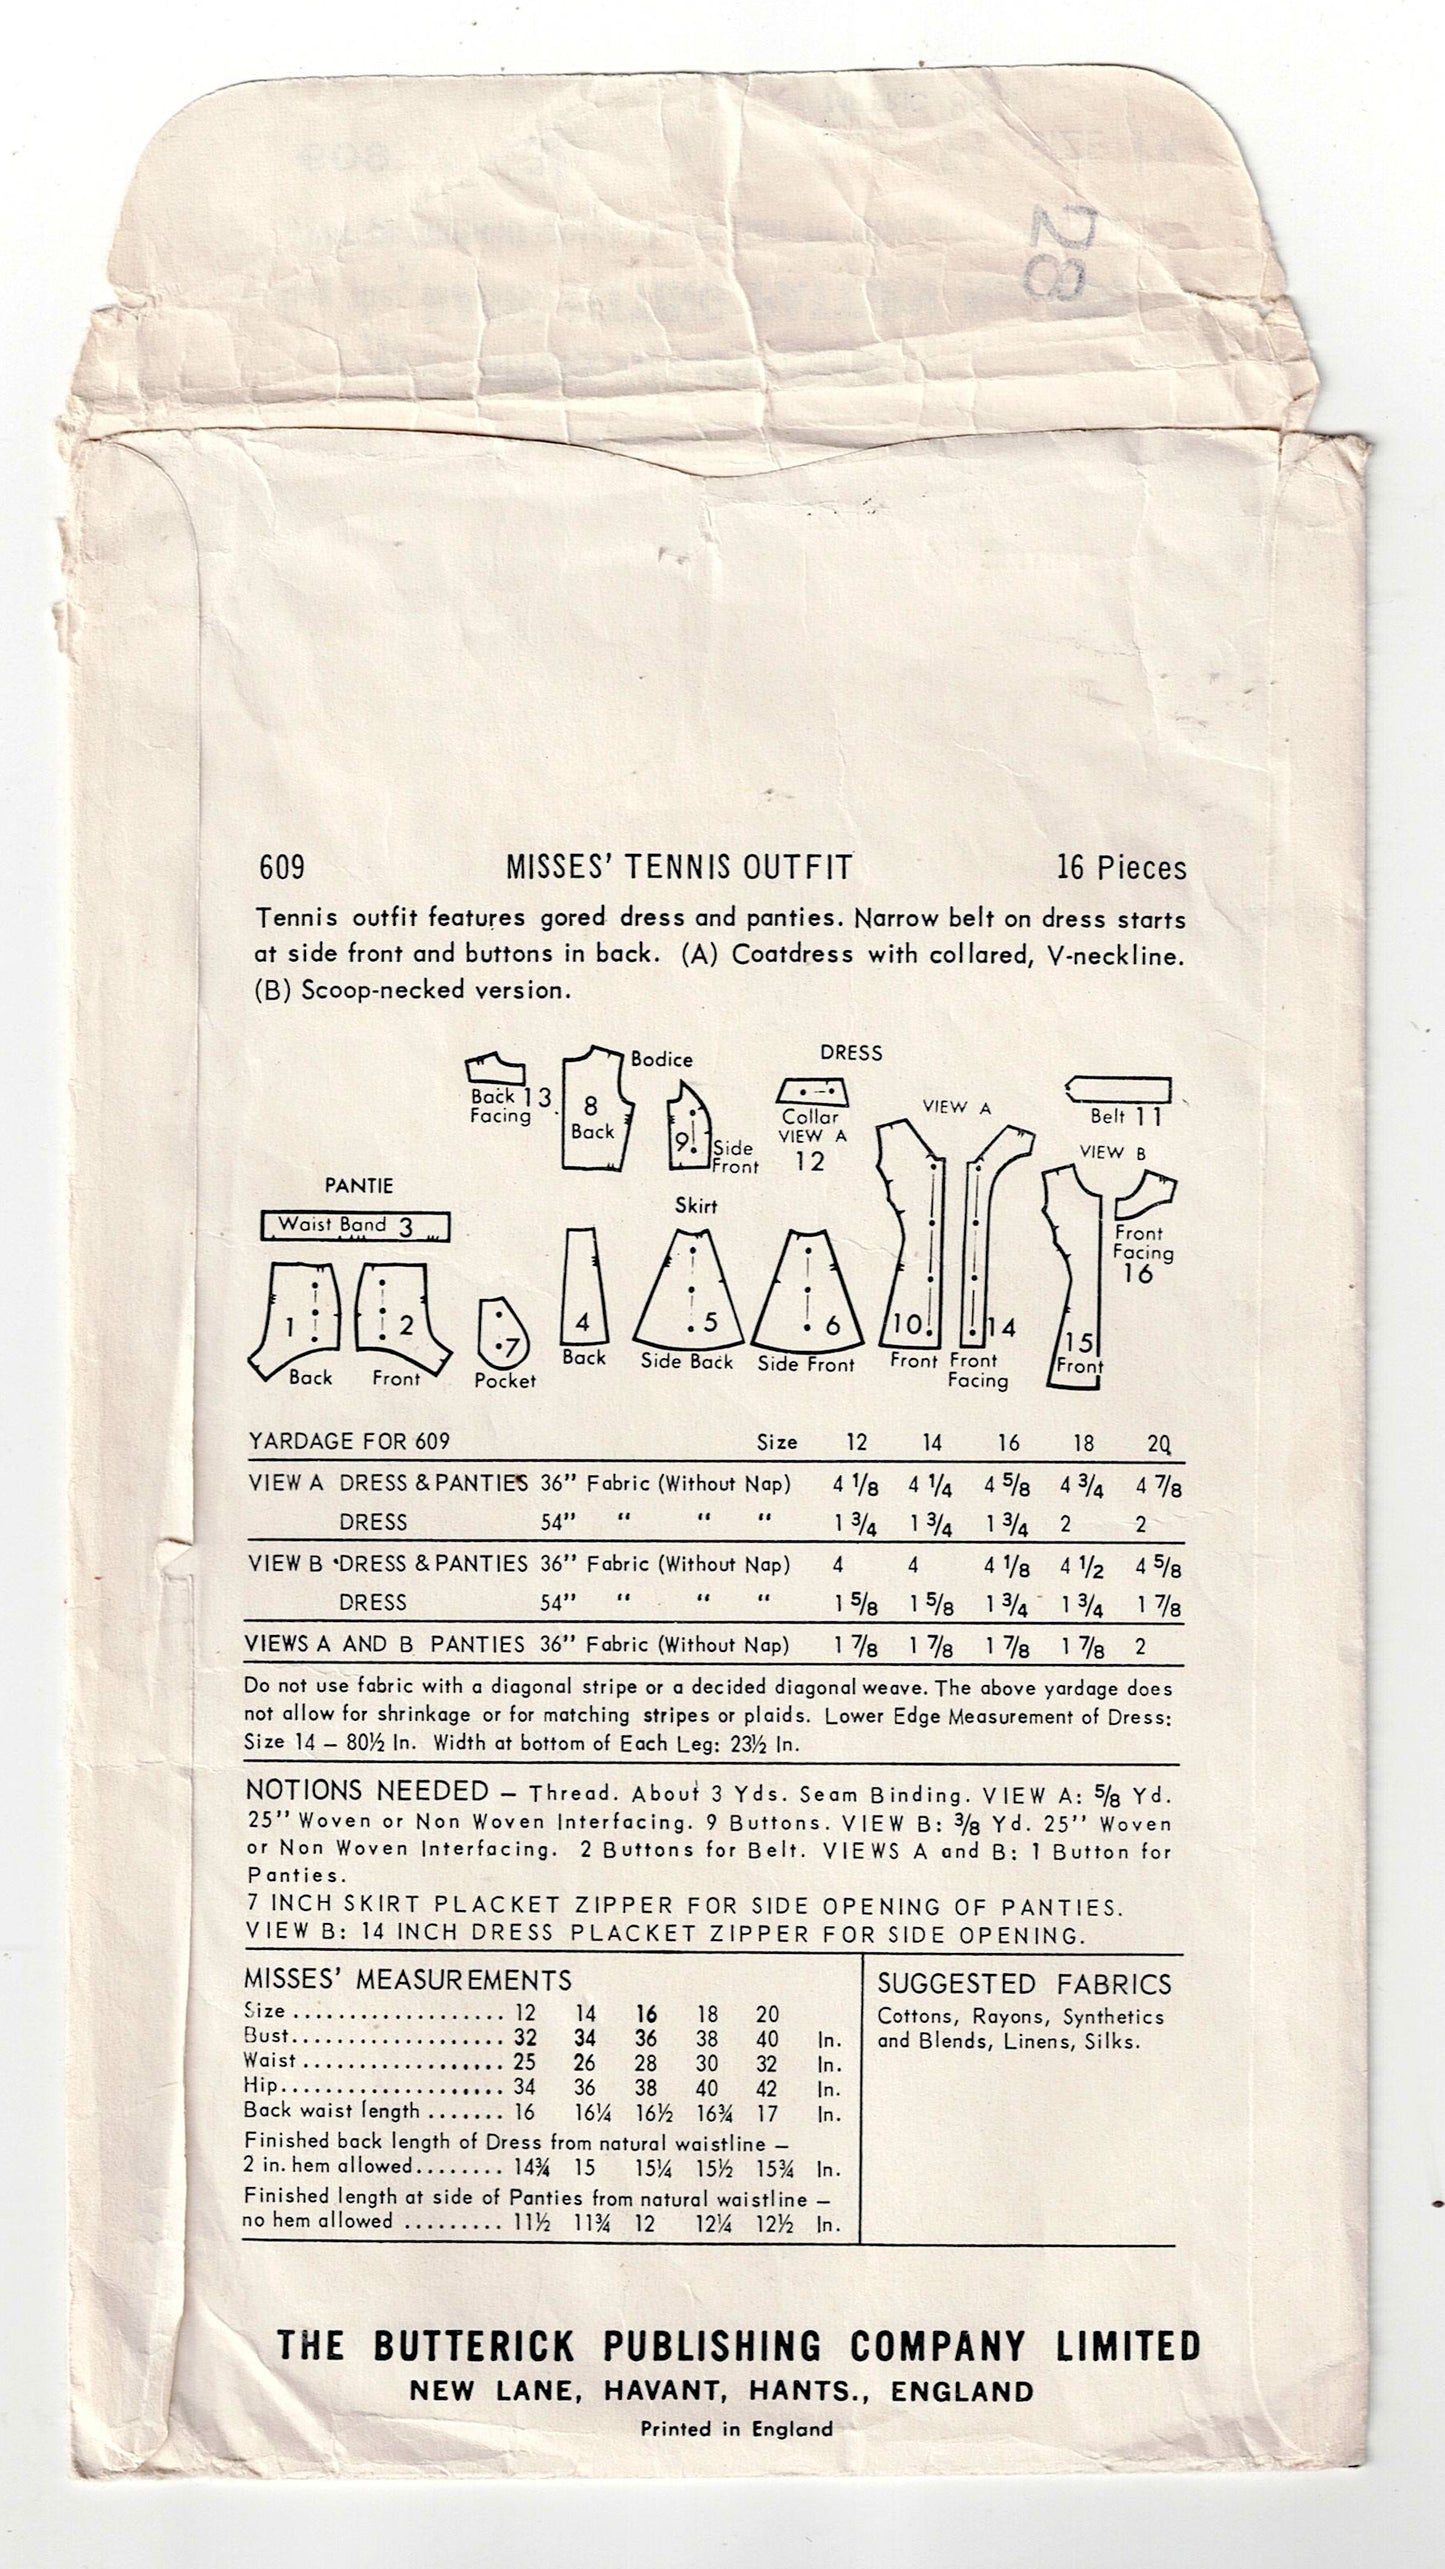 28
609 MISSES' TENNIS OUTFIT 16 Pieces
Tennis outfit features gored dress and panties. Narrow belt on dress starts
at side front and buttons in back. (A) Coatdress with collared, V-neckline.
(B) Scoop-necked version.
Back 13
Facing
8
Back
Bodice
9
Side
Front
DRESS
Collar
VIEW A
12
VIEW A
Belt 11
VIEW B
PANTIE
Waist Band 3
Skirt
Front
Facing
16
1
Back
2
Front
7
Pocket
4
Back
5
Side Back
6
Side Front
10
Front
14
Front
Facing
15
Front
YARDAGE FOR 609 Size 12 14 16 18 20
VIEW A DRESS & PANTIES 36" Fabric (Without Nap) 4 1/8 4 1/4 4 5/8 4 3/4 4 7/8
DRESS 54" " " " 1 3/4 1 3/4 1 3/4 2 2
VIEW B DRESS & PANTIES 36" Fabric (Without Nap) 4 4 4 1/8 4 1/2 4 5/8
DRESS 54" " " " 1 5/8 1 5/8 1 3/4 1 3/4 1 7/8
VIEWS A AND B PANTIES 36" Fabric (Without Nap) 1 7/8 1 7/8 1 7/8 1 7/8 2
Do not use fabric with a diagonal stripe or a decided diagonal weave. The above yardage does
not allow for shrinkage or for matching stripes or plaids. Lower Edge Measurement of Dress:
Size 14 – 80½ In. Width at bottom of Each Leg: 23½ In.
NOTIONS NEEDED – Thread. About 3 Yds. Seam Binding. VIEW A: 5/8 Yd.
25" Woven or Non Woven Interfacing. 9 Buttons. VIEW B: 3/8 Yd. 25" Woven
or Non Woven Interfacing. 2 Buttons for Belt. VIEWS A and B: 1 Button for
Panties.
7 INCH SKIRT PLACKET ZIPPER FOR SIDE OPENING OF PANTIES.
VIEW B: 14 INCH DRESS PLACKET ZIPPER FOR SIDE OPENING.
MISSES' MEASUREMENTS
Size ................... 12 14 16 18 20
Bust.................... 32 34 36 38 40 In.
Waist .................. 25 26 28 30 32 In.
Hip..................... 34 36 38 40 42 In.
Back waist length ....... 16 16¼ 16½ 16¾ 17 In.
Finished back length of Dress from natural waistline –
2 in. hem allowed........ 14¾ 15 15¼ 15½ 15¾ In.
Finished length at side of Panties from natural waistline –
no hem allowed ......... 11½ 11¾ 12 12¼ 12½ In.
SUGGESTED FABRICS
Cottons, Rayons, Synthetics
and Blends, Linens, Silks.
THE BUTTERICK PUBLISHING COMPANY LIMITED
NEW LANE, HAVANT, HANTS., ENGLAND
Printed in England